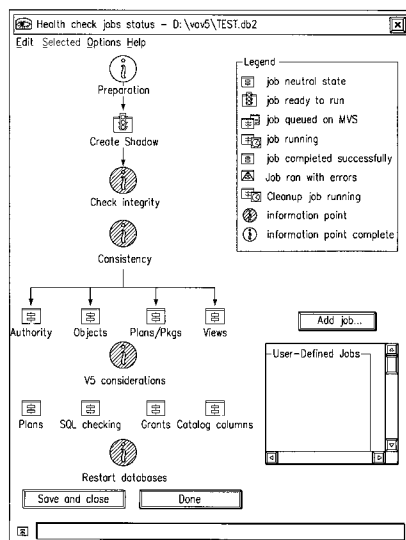 Health check jobs status – D:\vav5\TEST.db2
Edit Selected Options Help
Preparation
Create Shadow
Check integrity
Consistency
Authority Objects Plans/Pkgs Views
V5 considerations
Plans SQL checking Grants Catalog columns
Restart databases
Save and close Done
Legend
job neutral state
job ready to run
job queued on MVS
job running
job completed successfully
Job ran with errors
Cleanup job running
information point
information point complete
Add job...
User–Defined Jobs